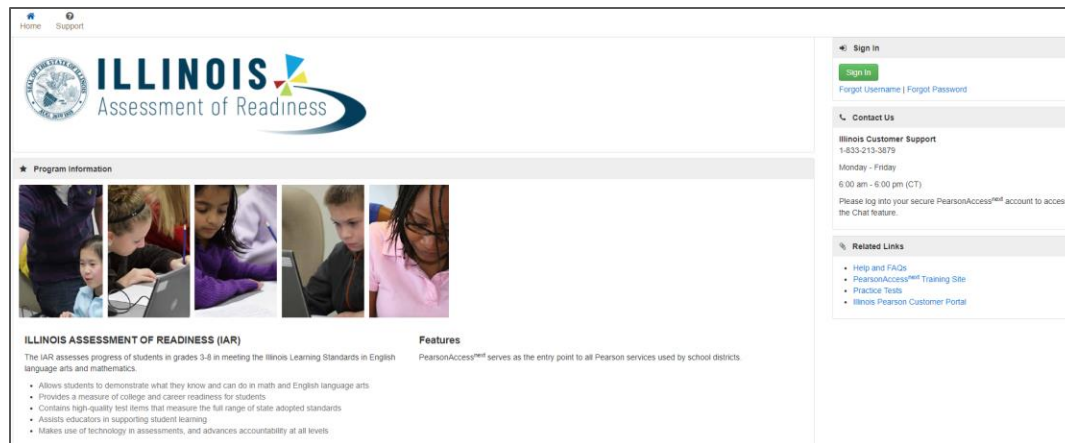 Home Support
SEAL OF THE STATE OF ILLINOIS
ILLINOIS
Assessment of Readiness
Program Information
ILLINOIS ASSESSMENT OF READINESS (IAR)
The IAR assesses progress of students in grades 3-8 in meeting the Illinois Learning Standards in English
language arts and mathematics.
• Allows students to demonstrate what they know and can do in math and English language arts
• Provides a measure of college and career readiness for students
• Contains high-quality test items that measure the full range of state adopted standards
• Assists educators in supporting student learning
• Makes use of technology in assessments, and advances accountability at all levels
Features
PearsonAccessnext serves as the entry point to all Pearson services used by school districts
Sign In
Sign In
Forgot Username | Forgot Password
Contact Us
Illinois Customer Support
1-833-213-3879
Monday - Friday
6:00 am - 6:00 pm (CT)
Please log into your secure PearsonAccessnext account to access
the Chat feature.
Related Links
• Help and FAQs
• PearsonAccessnext Training Site
• Practice Tests
• Illinois Pearson Customer Portal